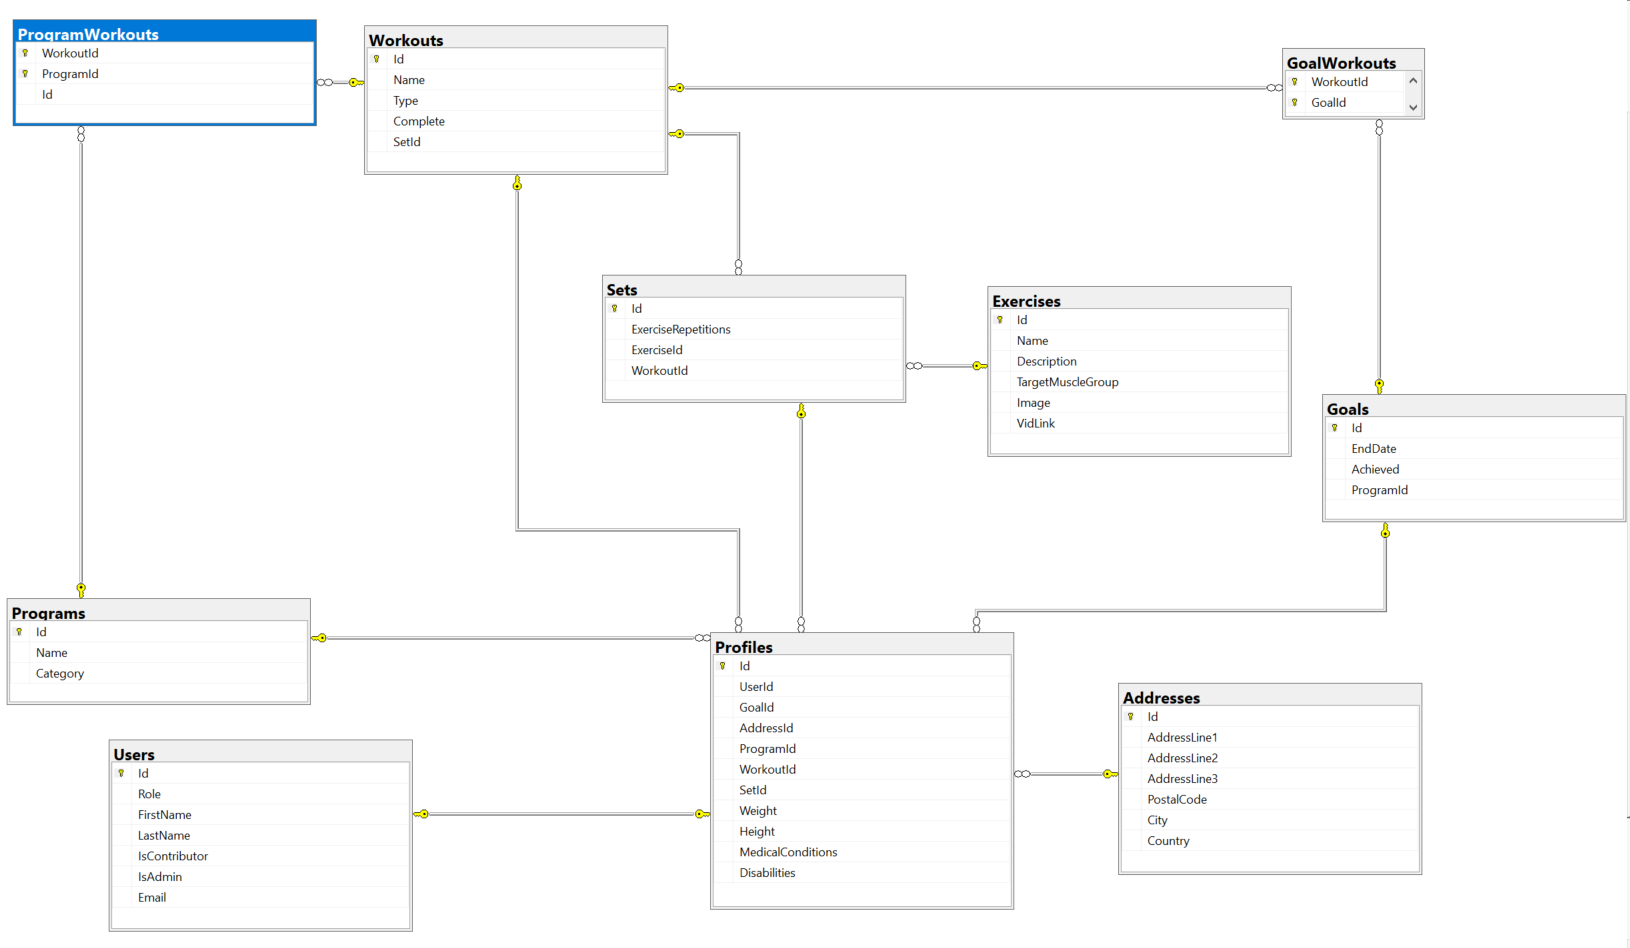 ProgramWorkouts
WorkoutId
ProgramId
Id
Workouts
Id
Name
Type
Complete
SetId
GoalWorkouts
WorkoutId
GoalId
Sets
Id
ExerciseRepetitions
ExerciseId
WorkoutId
Exercises
Id
Name
Description
TargetMuscleGroup
Image
VidLink
Goals
Id
EndDate
Achieved
ProgramId
Programs
Id
Name
Category
Profiles
Id
UserId
GoalId
AddressId
ProgramId
WorkoutId
SetId
Weight
Height
MedicalConditions
Disabilities
Addresses
Id
AddressLine1
AddressLine2
AddressLine3
PostalCode
City
Country
Users
Id
Role
FirstName
LastName
IsContributor
IsAdmin
Email